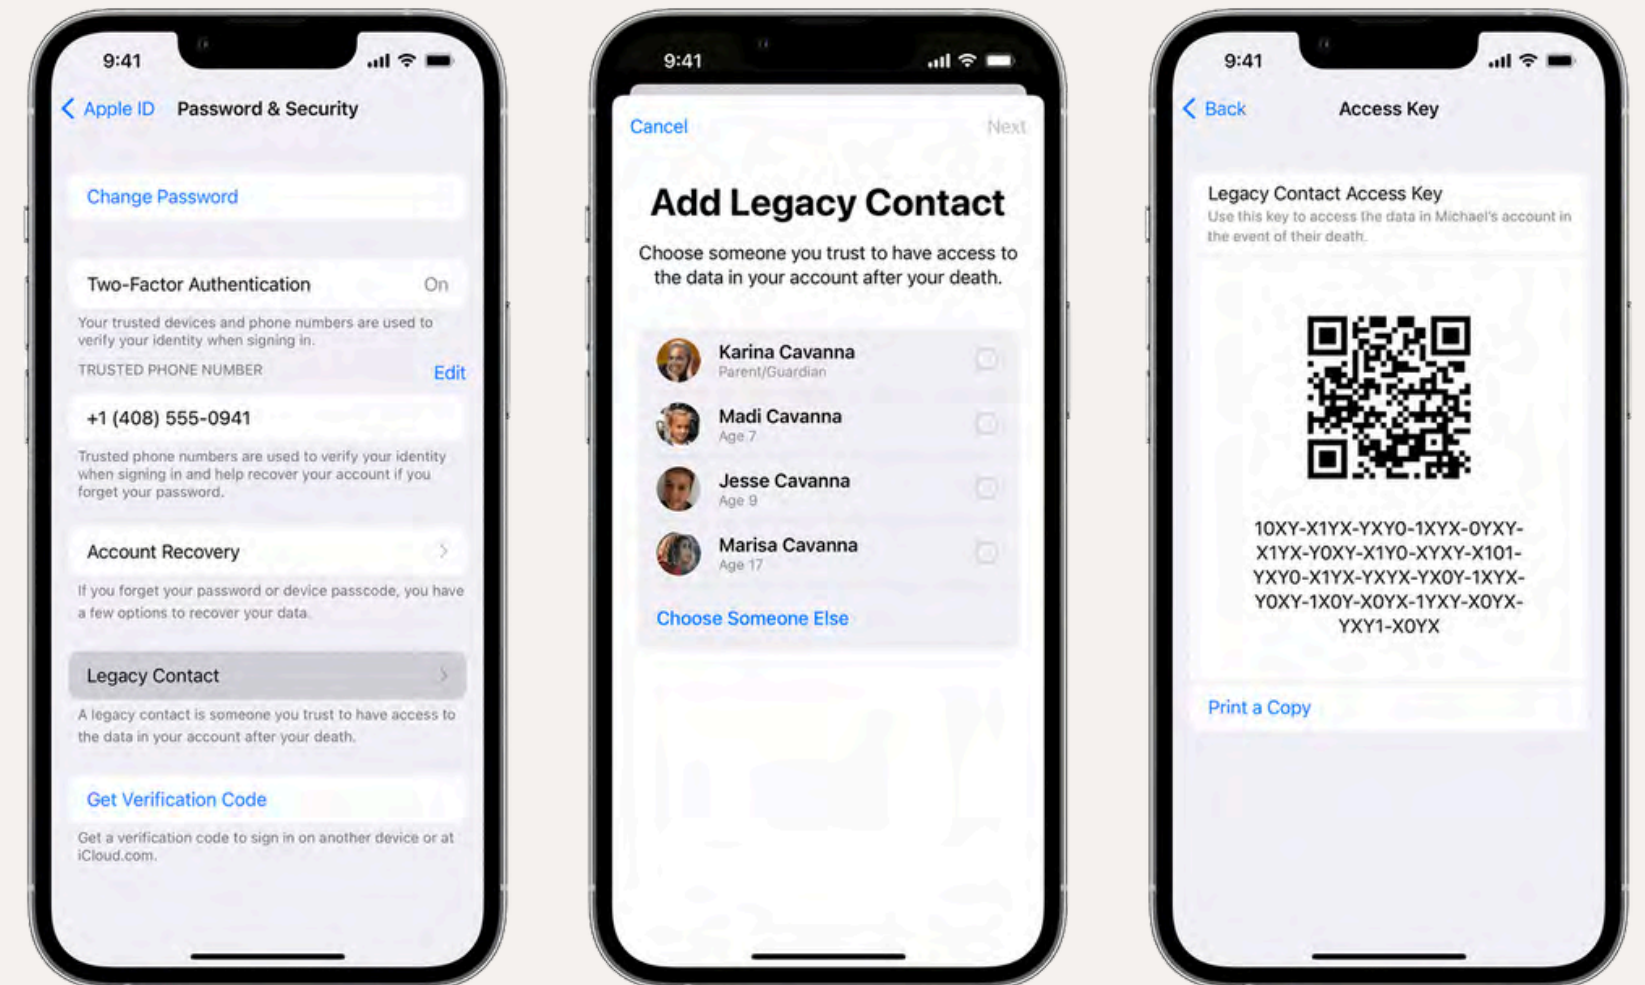 9:41
Apple ID
Password & Security
Change Password
Two-Factor Authentication
On
Your trusted devices and phone numbers are used to
verify your identity when signing in.
TRUSTED PHONE NUMBER
Edit
+1 (408) 555-0941
Trusted phone numbers are used to verify your identity
when signing in and help recover your account if you
forget your password.
Account Recovery
If you forget your password or device passcode, you have
a few options to recover your data.
Legacy Contact
A legacy contact is someone you trust to have access to
the data in your account after your death.
Get Verification Code
Get a verification code to sign in on another device or at
iCloud.com.
9:41
Cancel
Next
Add Legacy Contact
Choose someone you trust to have access to
the data in your account after your death.
Karina Cavanna
Parent/Guardian
Madi Cavanna
Age 7
Jesse Cavanna
Age 9
Marisa Cavanna
Age 17
Choose Someone Else
9:41
Back
Access Key
Legacy Contact Access Key
Use this key to access the data in Michael's account in
the event of their death.
10XY-X1YX-YXY0-1XYX-0YXY-
X1YX-Y0XY-X1Y0-XYXY-X101-
YXY0-X1YX-YXYX-YX0Y-1XYX-
Y0XY-1X0Y-X0YX-1YXY-X0YX-
YXY1-X0YX
Print a Copy